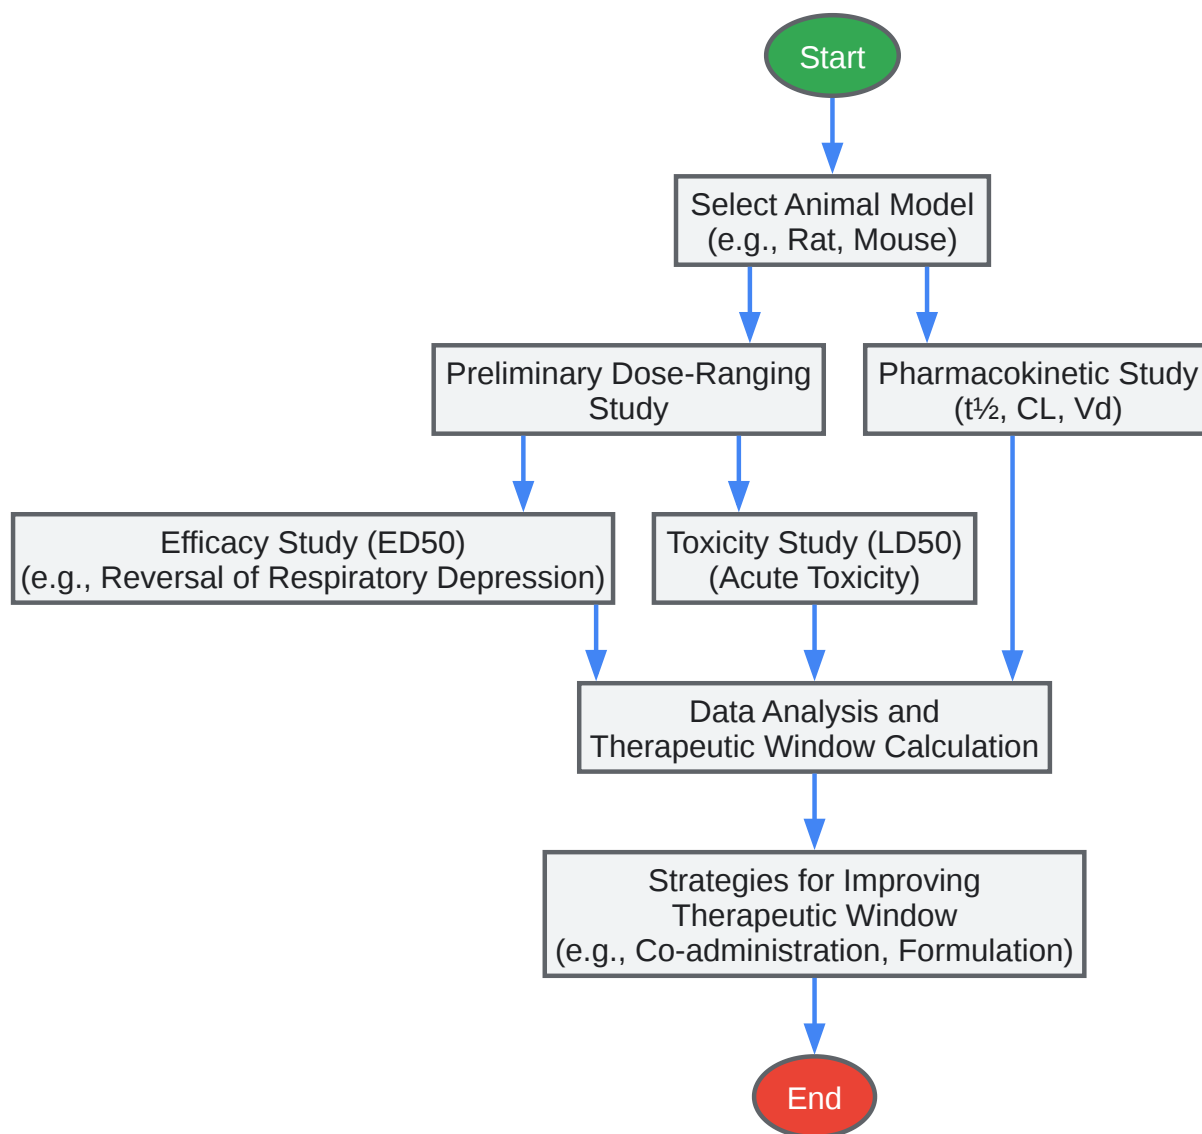 Start
Select Animal Model
(e.g., Rat, Mouse)
Preliminary Dose-Ranging
Study
Pharmacokinetic Study
(t½, CL, Vd)
Efficacy Study (ED50)
(e.g., Reversal of Respiratory Depression)
Toxicity Study (LD50)
(Acute Toxicity)
Data Analysis and
Therapeutic Window Calculation
Strategies for Improving
Therapeutic Window
(e.g., Co-administration, Formulation)
End